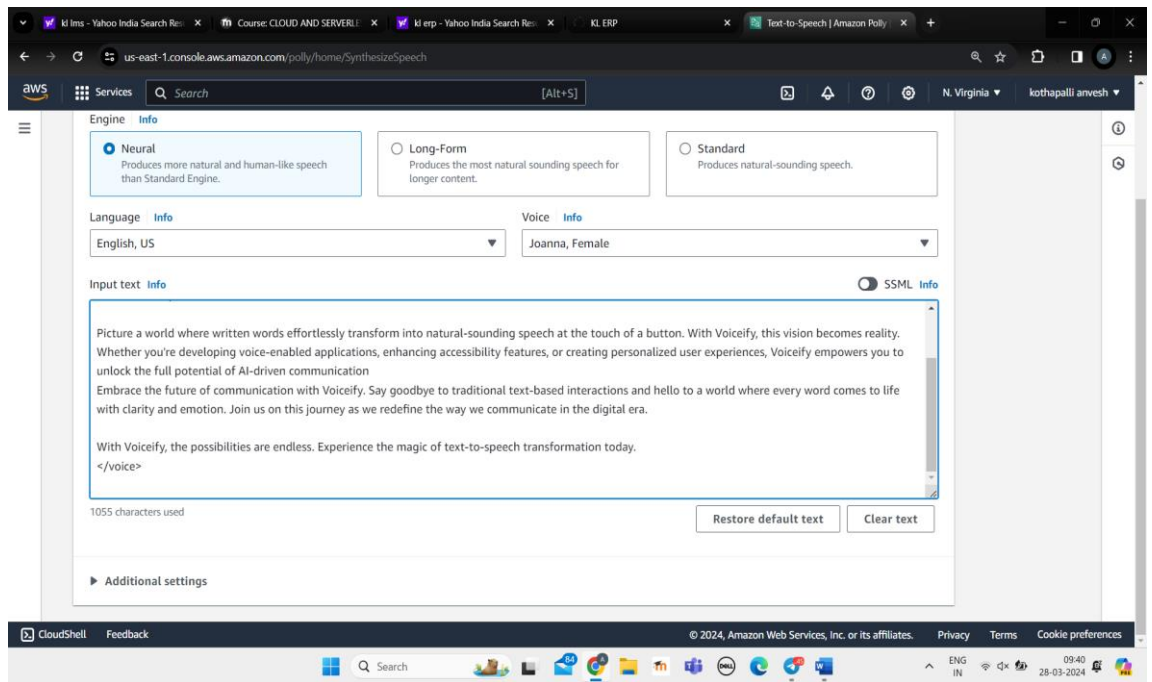 kl lms - Yahoo India Search Res
Course: CLOUD AND SERVERLE
kl erp - Yahoo India Search Res
KL ERP
Text-to-Speech | Amazon Polly
us-east-1.console.aws.amazon.com/polly/home/SynthesizeSpeech
aws
Services
Search
[Alt+S]
N. Virginia
kothapalli anvesh
Engine Info
Neural
Produces more natural and human-like speech
than Standard Engine.
Long-Form
Produces the most natural sounding speech for
longer content.
Standard
Produces natural-sounding speech.
Language Info
Voice Info
English, US
Joanna, Female
Input text Info
SSML Info
Picture a world where written words effortlessly transform into natural-sounding speech at the touch of a button. With Voiceify, this vision becomes reality.
Whether you're developing voice-enabled applications, enhancing accessibility features, or creating personalized user experiences, Voiceify empowers you to
unlock the full potential of AI-driven communication
Embrace the future of communication with Voiceify. Say goodbye to traditional text-based interactions and hello to a world where every word comes to life
with clarity and emotion. Join us on this journey as we redefine the way we communicate in the digital era.
With Voiceify, the possibilities are endless. Experience the magic of text-to-speech transformation today.
</voice>
1055 characters used
Restore default text
Clear text
Additional settings
CloudShell Feedback
© 2024, Amazon Web Services, Inc. or its affiliates. Privacy Terms Cookie preferences
Search
84
DELL
ENG
IN
09:40
28-03-2024